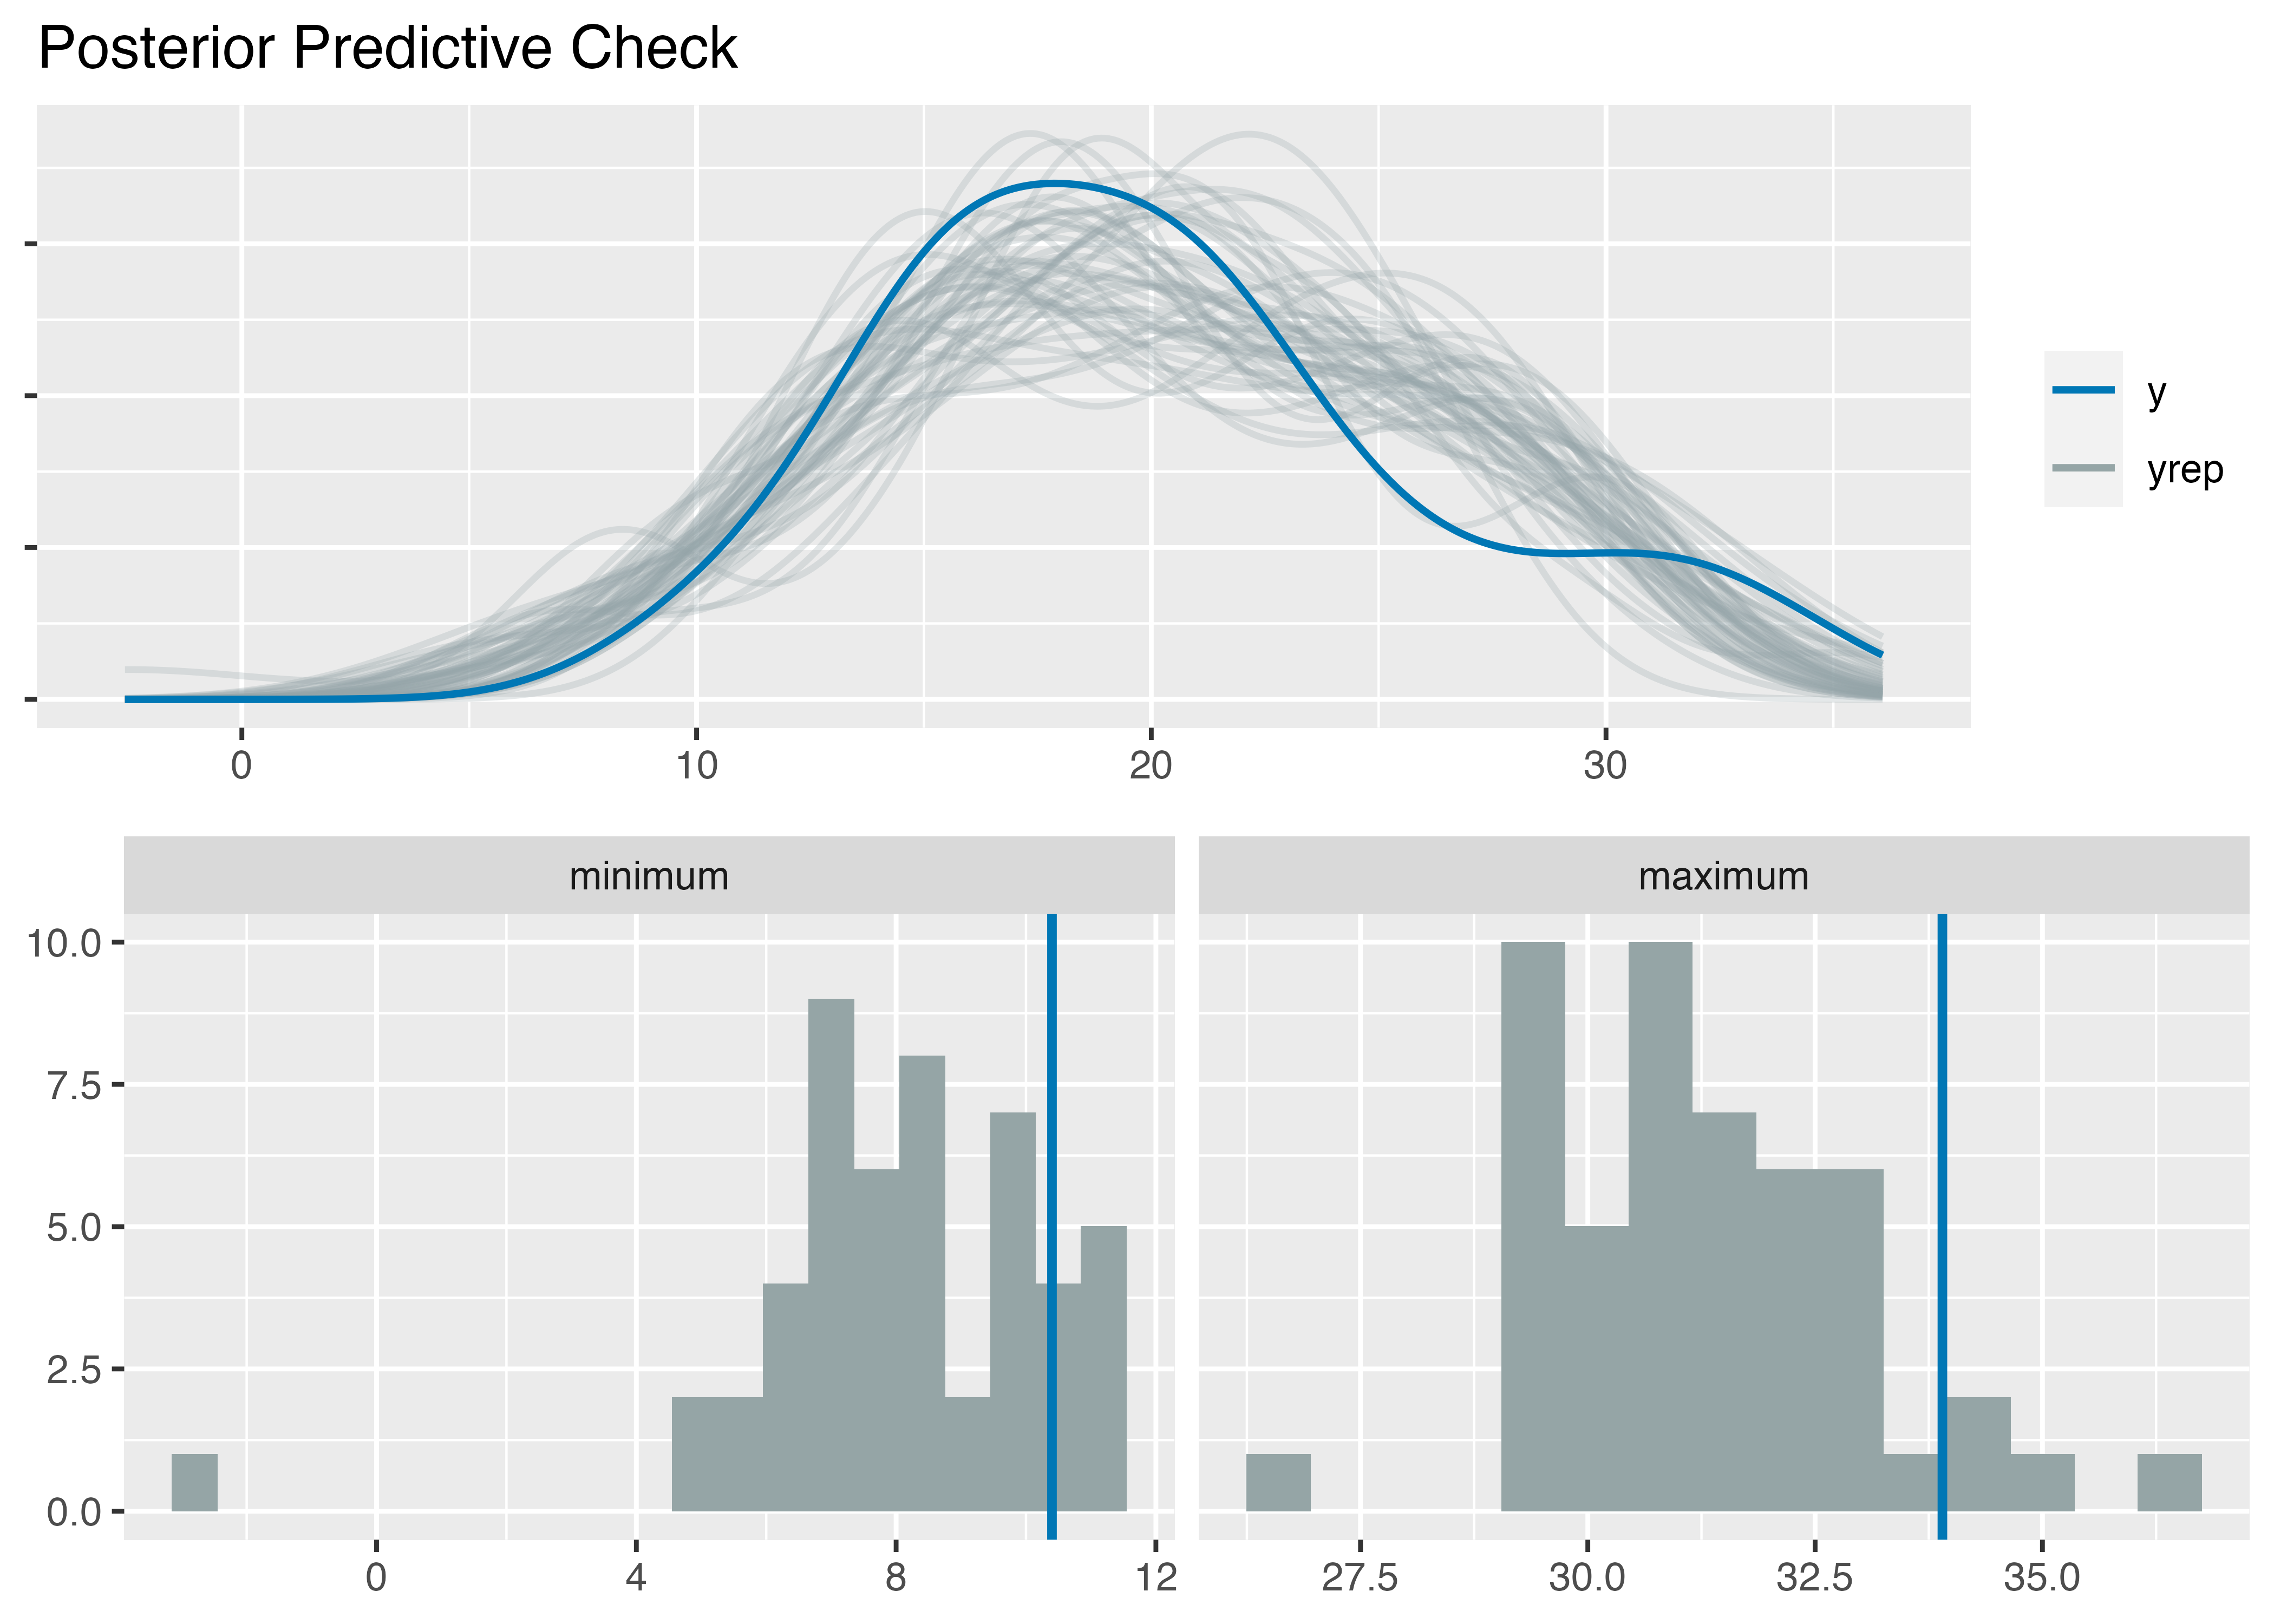 Posterior Predictive Check
y
yrep
0 10 20 30
minimum maximum
10.0
7.5
5.0
2.5
0.0
0 4 8 12 27.5 30.0 32.5 35.0